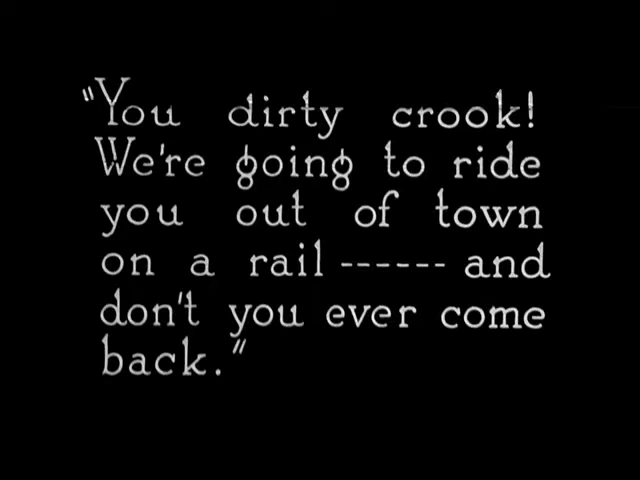 "You dirty crook!
We're going to ride
you out of town
on a rail ------ and
don't you ever come
back."